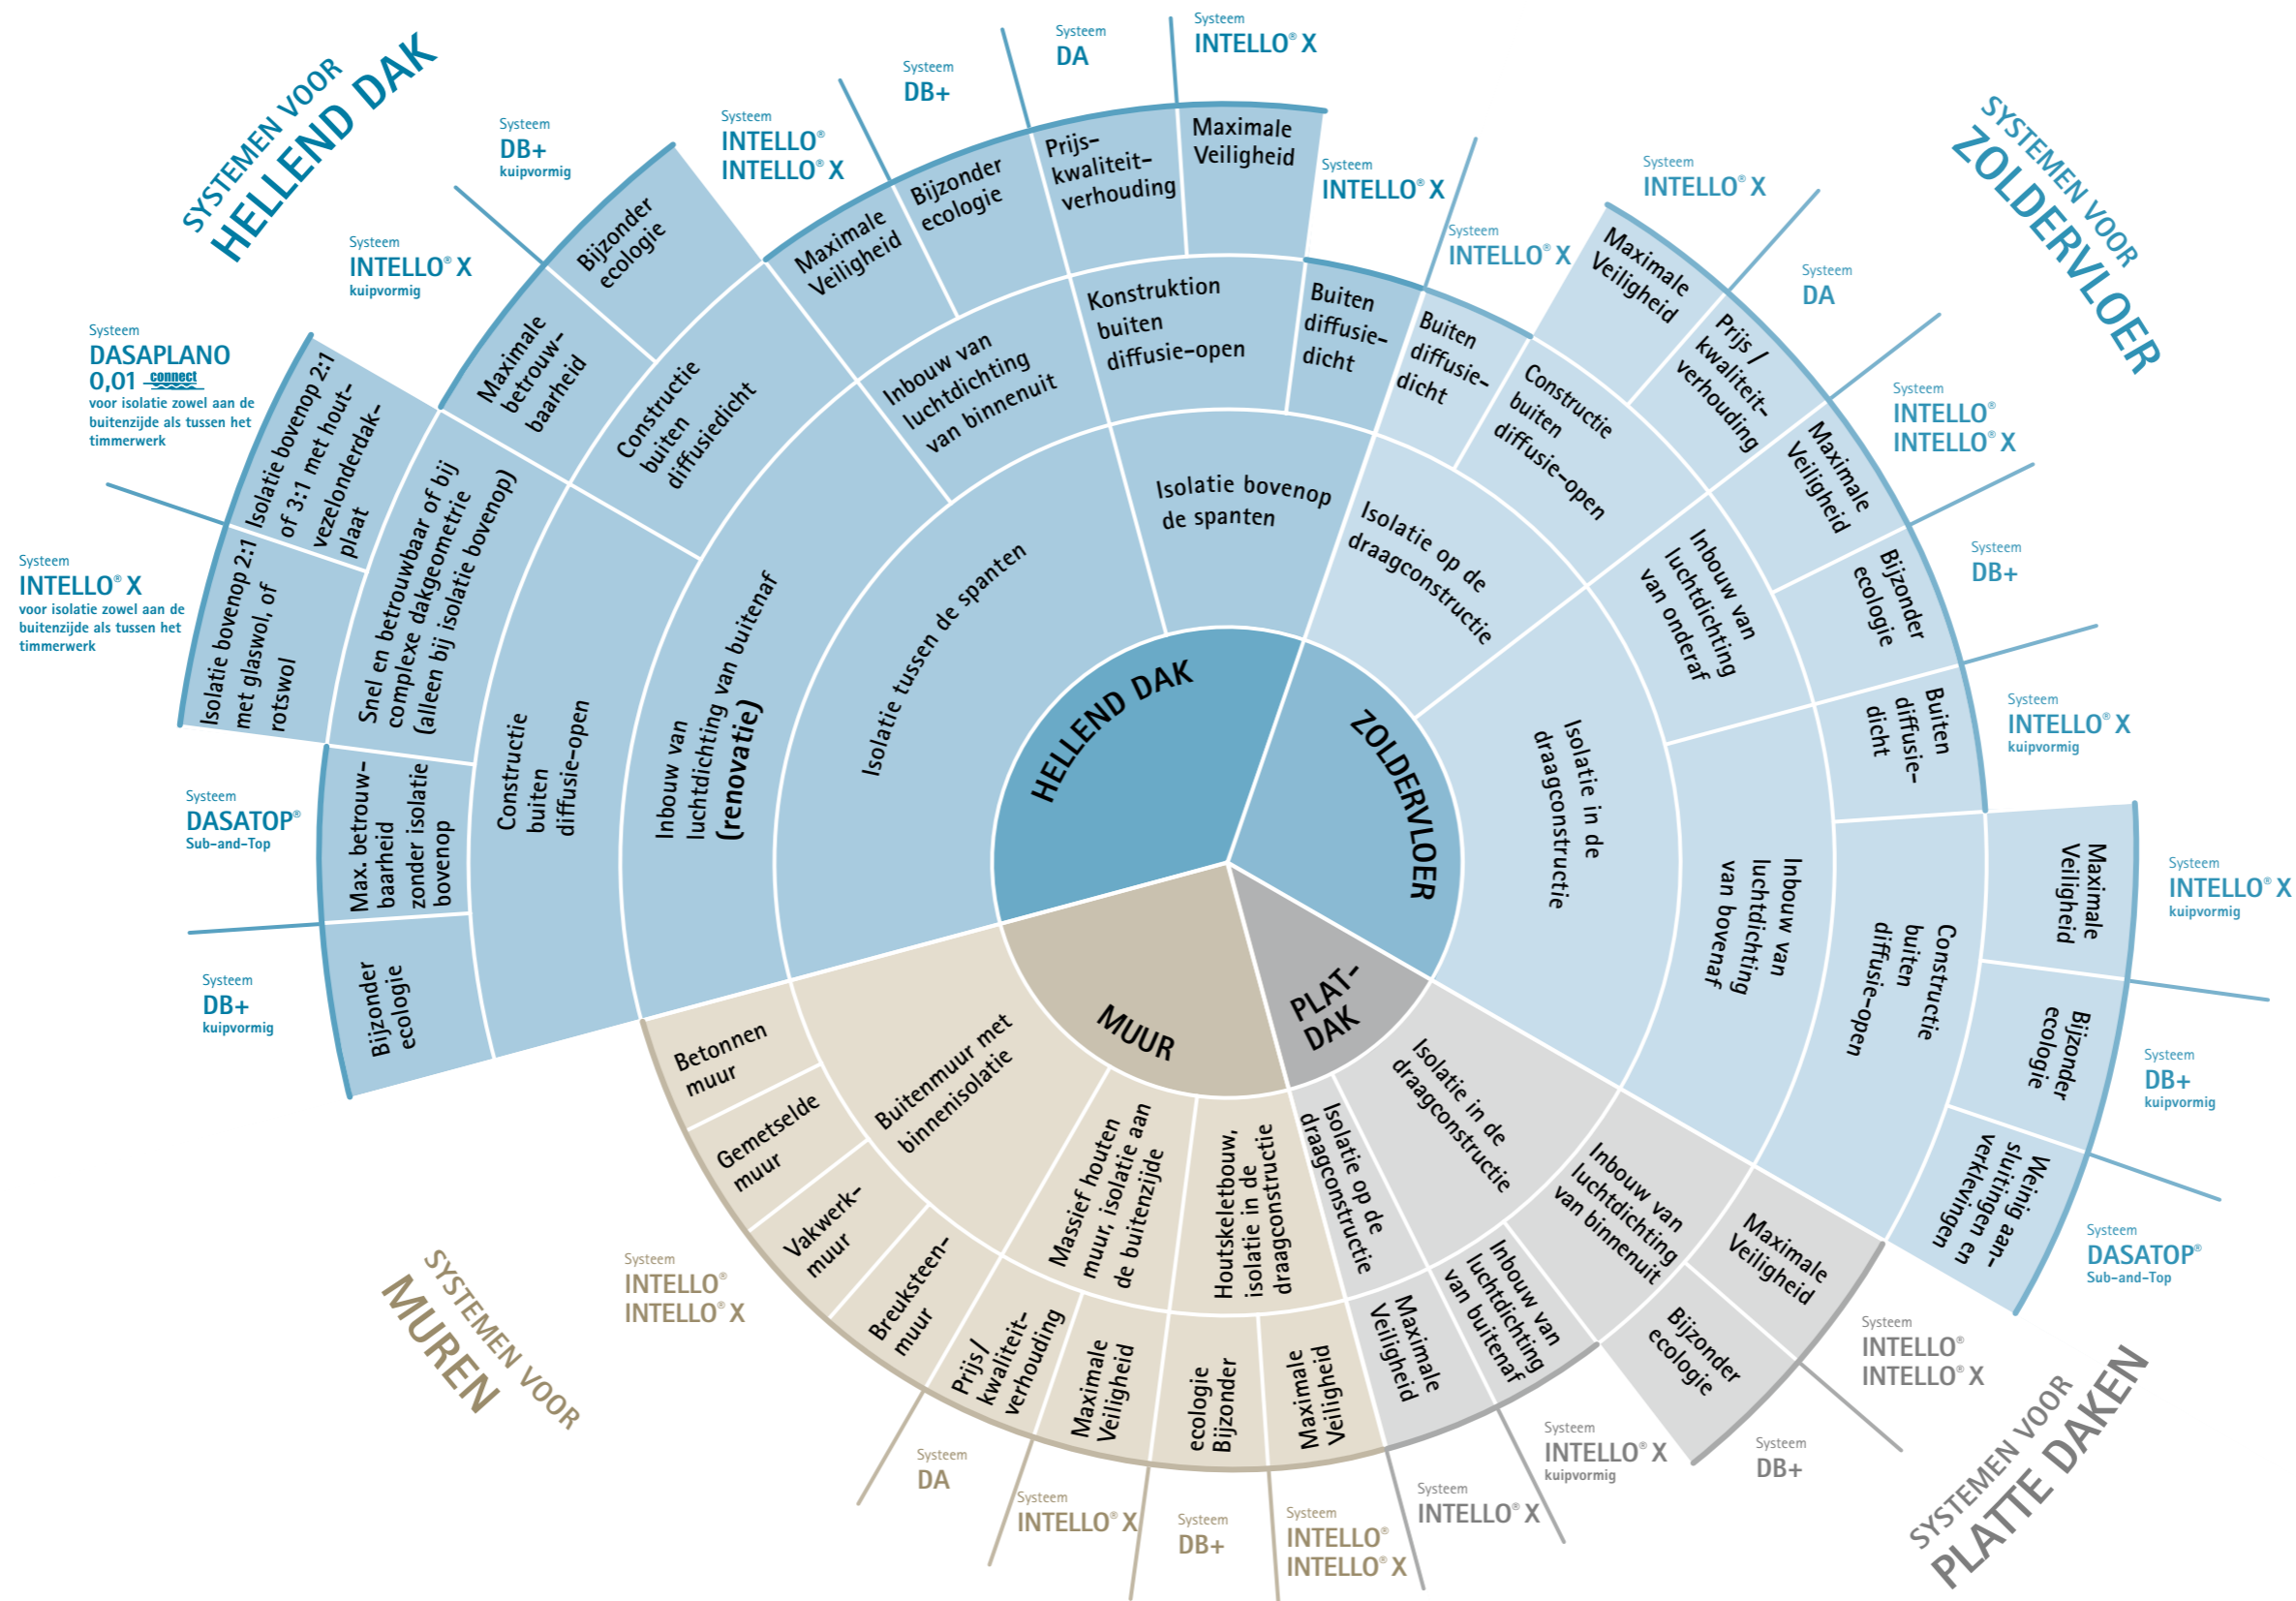 SYSTEMEN VOOR
HELLEND DAK
Systeem
DB+
kuipvormig
Systeem
INTELLO®
INTELLO® X
Systeem
DB+
Systeem
DA
Systeem
INTELLO® X
Systeem
INTELLO® X
Systeem
INTELLO® X
kuipvormig
Systeem
DASAPLANO
0,01 connect
voor isolatie zowel aan de
buitenzijde als tussen het
timmerwerk
Systeem
INTELLO® X
voor isolatie zowel aan de
buitenzijde als tussen het
timmerwerk
Systeem
DASATOP®
Sub-and-Top
Systeem
DB+
kuipvormig
Isolatie bovenop 2:1
of 3:1 met hout-
vezelonderdak-
plaat
Isolatie bovenop 2:1
met glaswol, of
rotswol
Snel en betrouwbaar of bij
complexe dakgeometrie
(alleen bij isolatie bovenop)
Max. betrouw-
baarheid
zonder isolatie
bovenop
Bijzonder
ecologie
Constructie
buiten
diffusie-open
Maximale
betrouw-
baarheid
Bijzonder
ecologie
Constructie
buiten
diffusiedicht
Inbouw van
luchtdichting van buitenaf
(renovatie)
Maximale
Veiligheid
Bijzonder
ecologie
Inbouw van
luchtdichting
van binnenuit
Isolatie tussen de spanten
Prijs-
kwaliteit-
verhouding
Maximale
Veiligheid
Konstruktion
buiten
diffusie-open
Buiten
diffusie-
dicht
Isolatie bovenop
de spanten
HELLEND DAK
SYSTEMEN VOOR
ZOLDERVLOER
Systeem
INTELLO® X
Systeem
INTELLO® X
Systeem
DA
Systeem
INTELLO®
INTELLO® X
Systeem
DB+
Systeem
INTELLO® X
kuipvormig
Systeem
INTELLO® X
kuipvormig
Systeem
DB+
kuipvormig
Systeem
DASATOP®
Sub-and-Top
Buiten
diffusie-
dicht
Constructie
buiten
diffusie-open
Maximale
Veiligheid
Prijs /
kwaliteit-
verhouding
Isolatie op de
draagconstructie
Maximale
Veiligheid
Bijzonder
ecologie
Inbouw van
luchtdichting
van onderaf
Buiten
diffusie-
dicht
Isolatie in de
draagconstructie
Inbouw van
luchtdichting
van bovenaf
Constructie
buiten
diffusie-open
Maximale
Veiligheid
Bijzonder
ecologie
Weinig aan-
sluitingen en
verklevingen
ZOLDERVLOER
PLAT-
DAK
Isolatie in de
draagconstructie
Isolatie op de
draagconstructie
Inbouw van
luchtdichting
van binnenuit
Maximale
Veiligheid
Bijzonder
ecologie
Inbouw van
luchtdichting
van buitenaf
Maximale
Veiligheid
Systeem
INTELLO®
INTELLO® X
Systeem
DB+
Systeem
INTELLO® X
kuipvormig
Systeem
INTELLO® X
SYSTEMEN VOOR
PLATTE DAKEN
MUUR
Buitenmuur met
binnenisolatie
Betonnen
muur
Gemetselde
muur
Vakwerk-
muur
Breuksteen-
muur
Massief houten
muur, isolatie aan
de buitenzijde
Prijs/
kwaliteit-
verhouding
Maximale
Veiligheid
Houtskeletbouw,
isolatie in de
draagconstructie
ecologie
Bijzonder
Maximale
Veiligheid
Systeem
INTELLO®
INTELLO® X
Systeem
DA
Systeem
INTELLO® X
Systeem
DB+
Systeem
INTELLO®
INTELLO® X
SYSTEMEN VOOR
MUREN